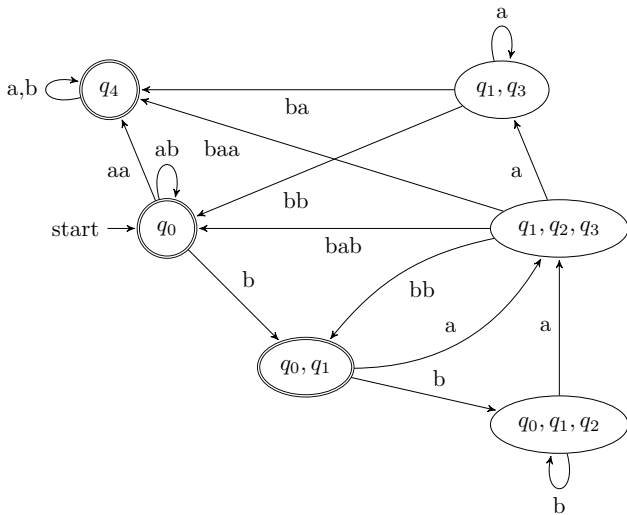 a
a,b
q4
q1, q3
ba
ab
baa
aa
a
bb
start
q0
q1, q2, q3
bab
b
bb
a
a
q0, q1
b
q0, q1, q2
b